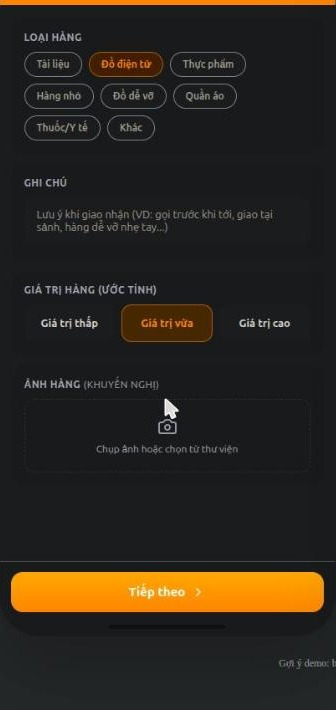 LOẠI HÀNG
Tài liệu
Đồ điện tử
Thực phẩm
Hàng nhỏ
Đồ dễ vỡ
Quần áo
Thuốc/Y tế
Khác
GHI CHÚ
Lưu ý khi giao nhận (VD: gọi trước khi tới, giao tại
sảnh, hàng dễ vỡ nhẹ tay...)
GIÁ TRỊ HÀNG (ƯỚC TÍNH)
Giá trị thấp
Giá trị vừa
Giá trị cao
ẢNH HÀNG (KHUYẾN NGHỊ)
Chụp ảnh hoặc chọn từ thư viện
Tiếp theo
Gợi ý demo: